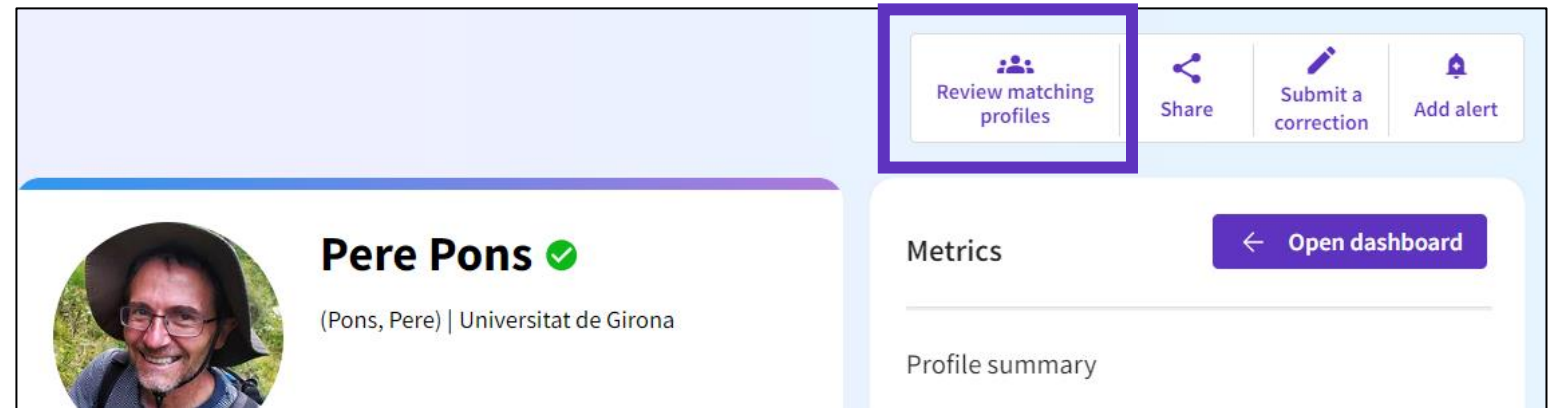 Review matching
profiles
Share
Submit a
correction
Add alert
Pere Pons
(Pons, Pere) | Universitat de Girona
Metrics
Open dashboard
Profile summary